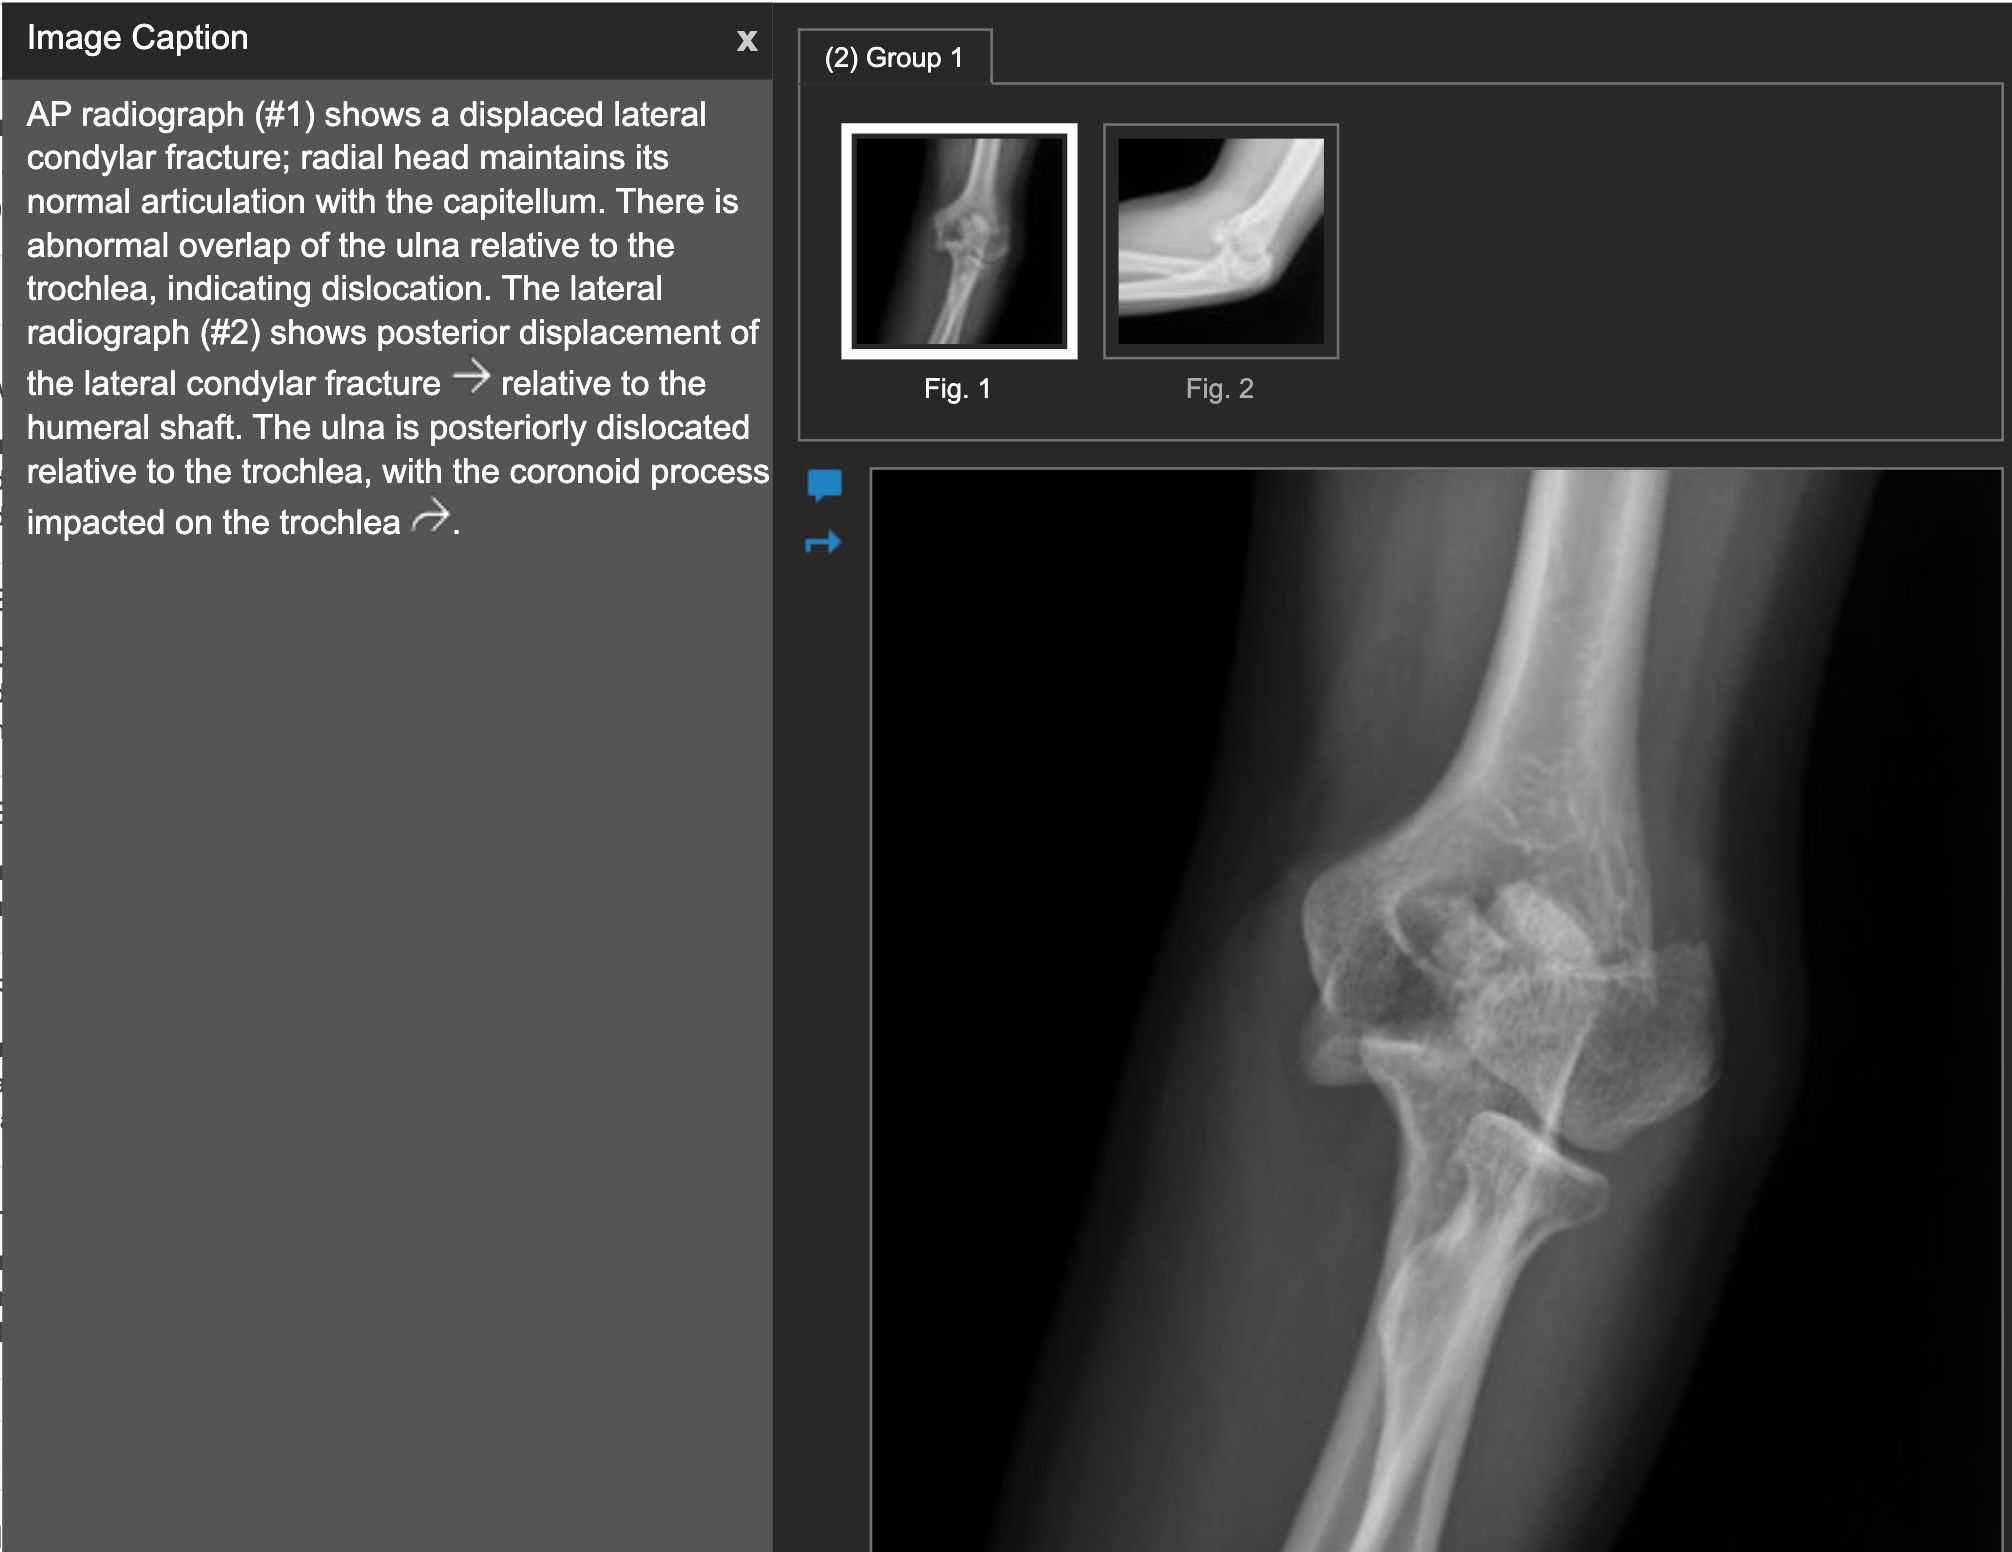 Image Caption
x
AP radiograph (#1) shows a displaced lateral
condylar fracture; radial head maintains its
normal articulation with the capitellum. There is
abnormal overlap of the ulna relative to the
trochlea, indicating dislocation. The lateral
radiograph (#2) shows posterior displacement of
the lateral condylar fracture → relative to the
humeral shaft. The ulna is posteriorly dislocated
relative to the trochlea, with the coronoid process
impacted on the trochlea ↷.
(2) Group 1
Fig. 1
Fig. 2